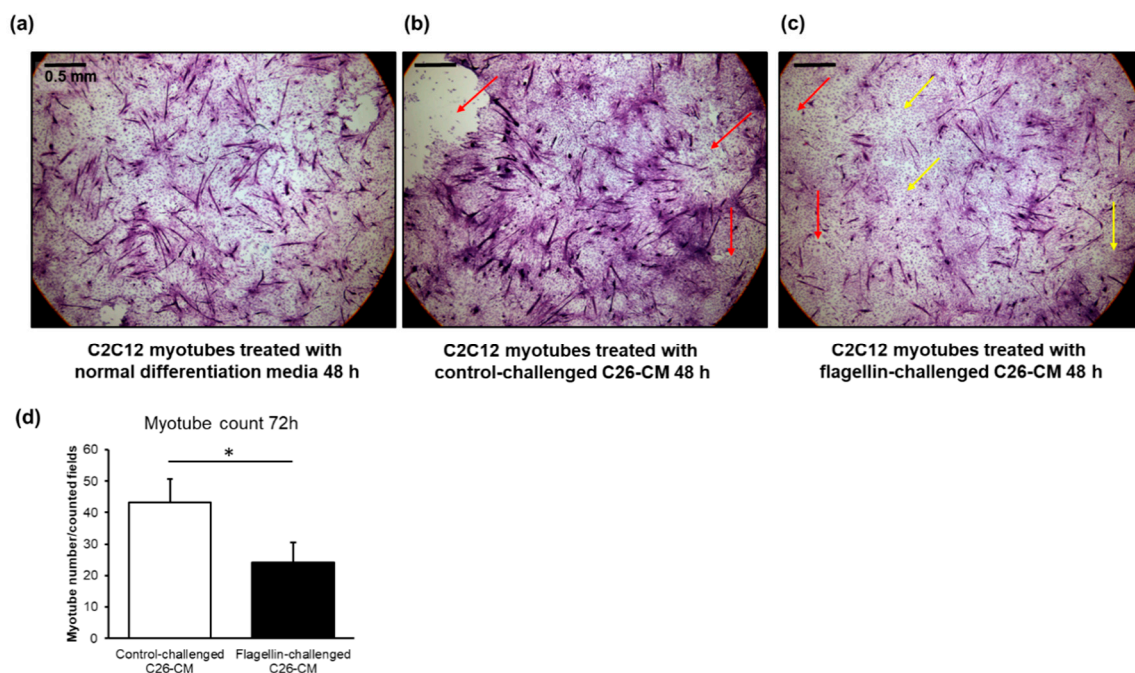 (a)
(b)
(c)
0.5 mm
C2C12 myotubes treated with
normal differentiation media 48 h
C2C12 myotubes treated with
control-challenged C26-CM 48 h
C2C12 myotubes treated with
flagellin-challenged C26-CM 48 h
(d)
Myotube count 72h
Myotube number/counted fields
60
50
40
30
20
10
0
*
Control-challenged
C26-CM
Flagellin-challenged
C26-CM